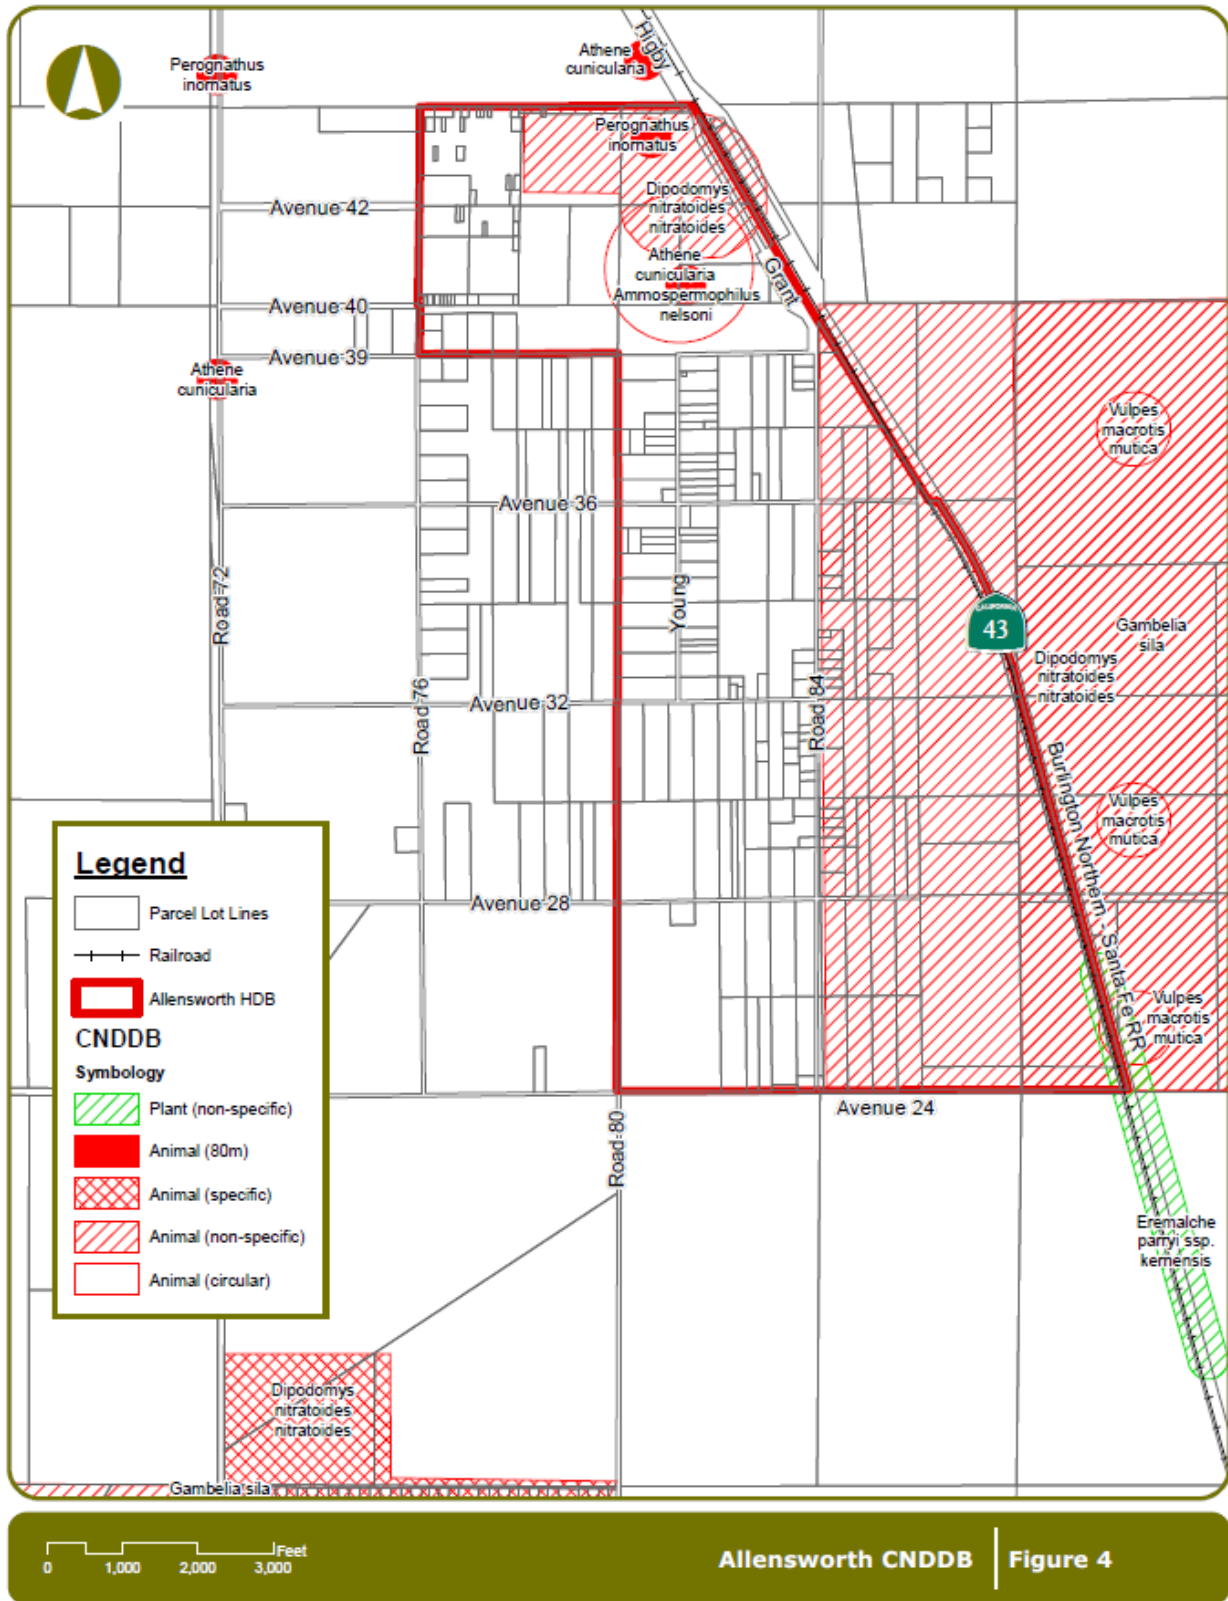 Rigby
Athene
cunicularia
Perognathus
inornatus
Perognathus
inornatus
Dipodomys
nitratoides
nitratoides
Avenue 42
Athene
cunicularia
Ammospermophilus
nelsoni
Grant
Avenue 40
Avenue 39
Athene
cunicularia
Vulpes
macrotis
mutica
Avenue 36
Road 72
Young
CALIFORNIA
43
Gambelia
sila
Dipodomys
nitratoides
nitratoides
Road 76
Avenue 32
Road 84
Burlington Northern - Santa Fe RR
Vulpes
macrotis
mutica
Avenue 28
Vulpes
macrotis
mutica
Avenue 24
Road 80
Eremalche
parryi ssp.
kernensis
Dipodomys
nitratoides
nitratoides
Gambelia sila
Legend
Parcel Lot Lines
Railroad
Allensworth HDB
CNDDB
Symbology
Plant (non-specific)
Animal (80m)
Animal (specific)
Animal (non-specific)
Animal (circular)
Feet
0 1,000 2,000 3,000
Allensworth CNDDB Figure 4